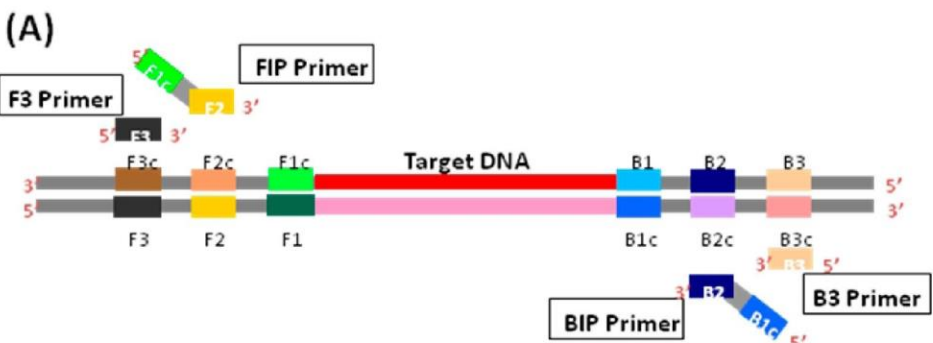 (A)
5' F1c F2 3'
FIP Primer
F3 Primer
5' F3 3'
F3c F2c F1c Target DNA B1 B2 B3
3' 5'
5' 3'
F3 F2 F1 B1c B2c B3c
3' B3 5'
B3 Primer
3' B2 B1c 5'
BIP Primer